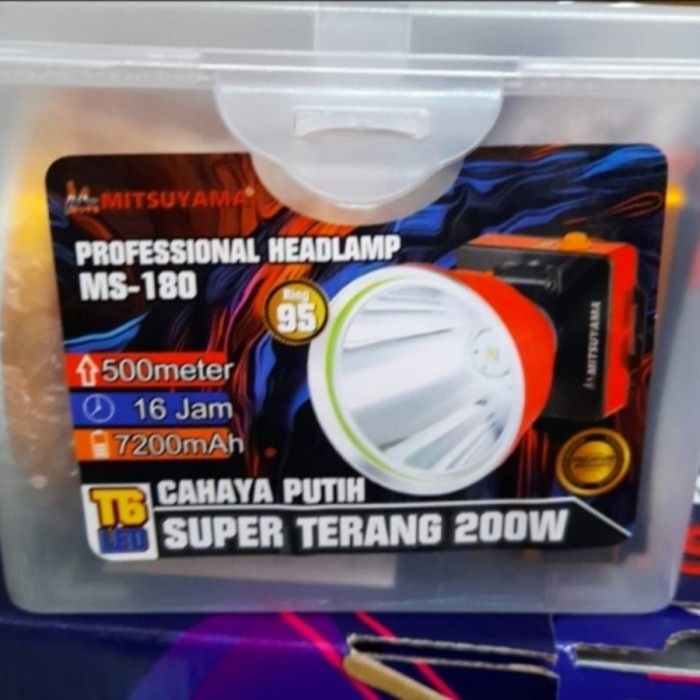 MITSUYAMA
PROFESSIONAL HEADLAMP
MS-180
Ring
95
500meter
16 Jam
7200mAh
MITSUYAMA
T6
LED
CAHAYA PUTIH
SUPER TERANG 200W